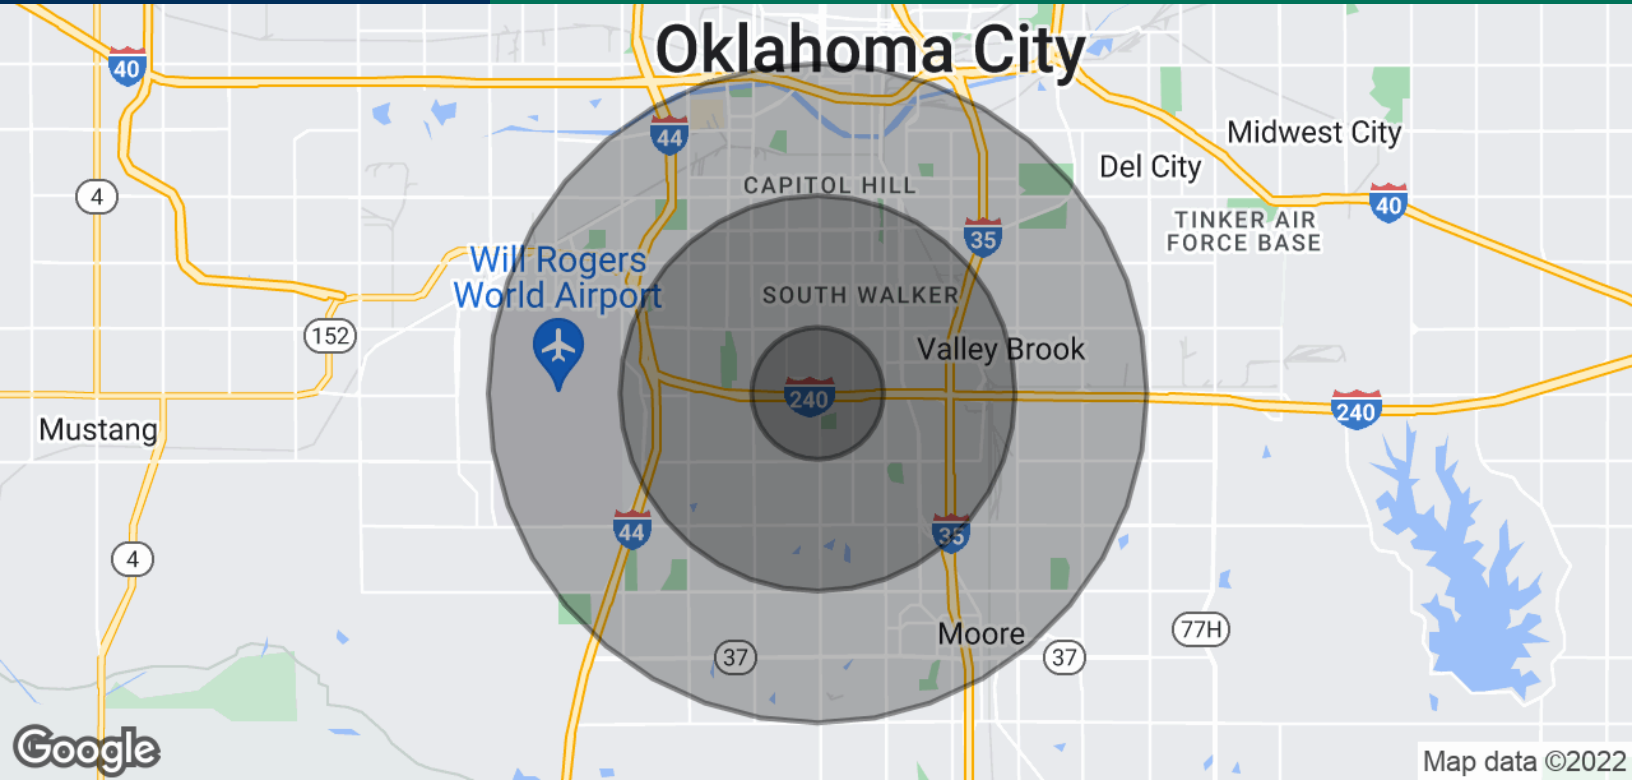 Oklahoma City
40
44
Midwest City
Del City
CAPITOL HILL
4
40
TINKER AIR
FORCE BASE
35
Will Rogers
World Airport
SOUTH WALKER
152
Valley Brook
240
240
Mustang
44
35
4
Moore
77H
37
37
Google
Map data ©2022